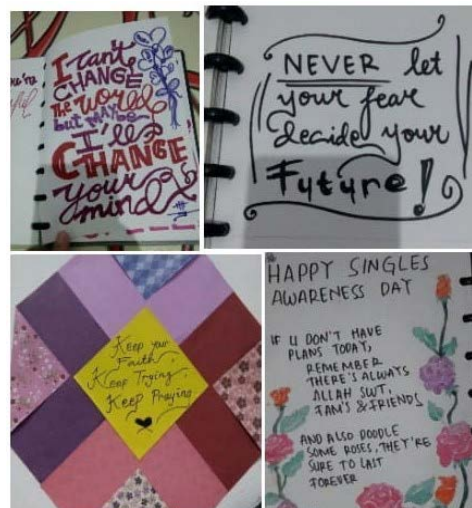 I can't
CHANGE
the world
but MAYBE
I'll
CHANGE
your
mind
NEVER let
your fear
decide your
Future!
Keep your
Faith
Keep Trying
Keep Praying
HAPPY SINGLES
AWARENESS DAY
IF U DON'T HAVE
PLANS TODAY,
REMEMBER
THERE'S ALWAYS
ALLAH SWT,
FAM'S & FRIENDS
AND ALSO DOODLE
SOME ROSES, THEY'RE
SURE TO LAST
FOREVER